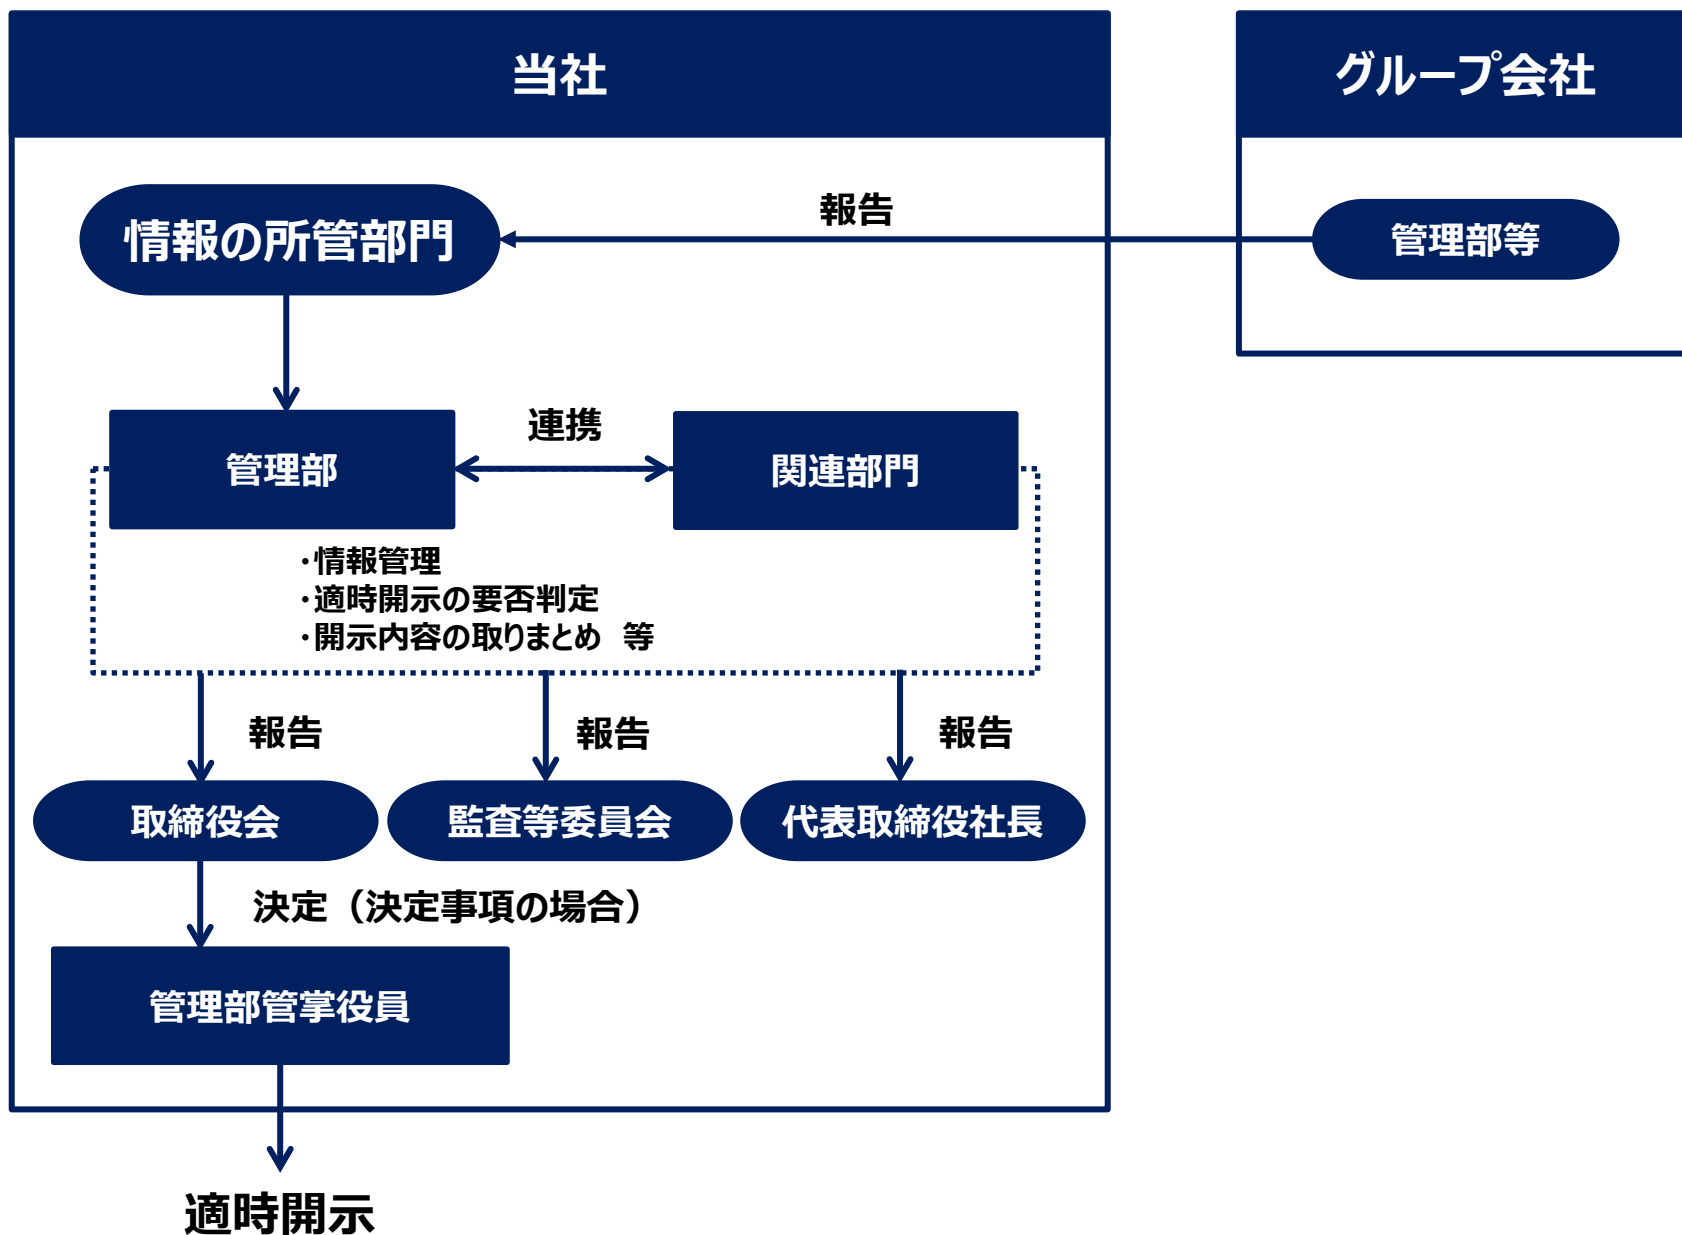 当社
グループ会社
情報の所管部門
報告
管理部等
管理部
連携
関連部門
・情報管理
・適時開示の要否判定
・開示内容の取りまとめ 等
報告
報告
報告
取締役会
監査等委員会
代表取締役社長
決定（決定事項の場合）
管理部管掌役員
適時開示